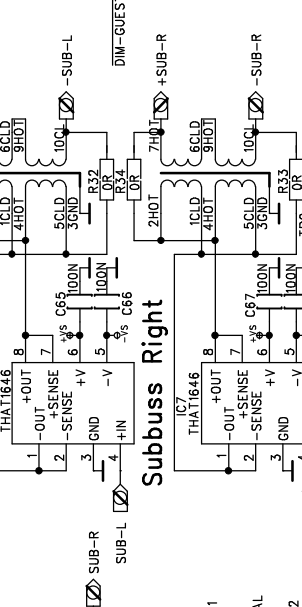 DIM-GUES
-SUB-L
+SUB-R
-SUB-R
6CLD
9HOT
10CL
7HOT
6CLD
9HOT
10CL
R32
0R
R34
0R
R33
0R
1CLD
4HOT
5CLD
3GND
2HOT
1CLD
4HOT
5CLD
3GND
C65
100N
100N
C66
C67
100N
+VS
-VS
+VS
8
7
6
5
8
7
6
5
THAT1646
+OUT
+SENSE
+V
-V
-OUT
-SENSE
GND
+IN
1
2
3
4
Subbuss Right
IC7
THAT1646
+OUT
+SENSE
+V
-V
-OUT
-SENSE
GND
1
2
3
SUB-R
SUB-L
1
AL
2